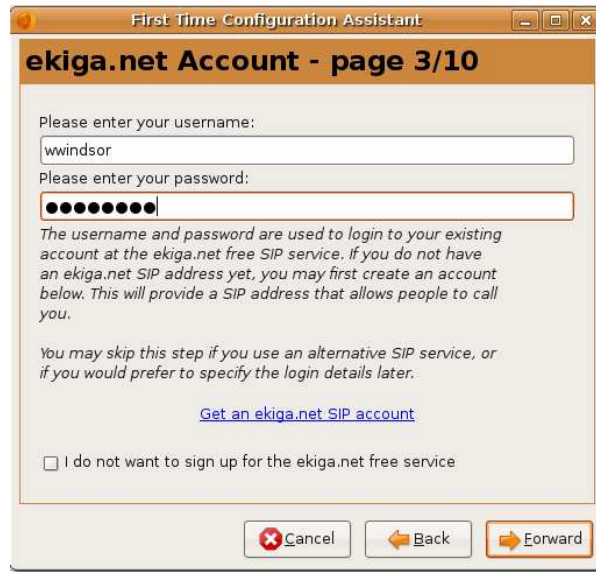 First Time Configuration Assistant
ekiga.net Account - page 3/10
Please enter your username:
wwindsor
Please enter your password:
●●●●●●●●
The username and password are used to login to your existing
account at the ekiga.net free SIP service. If you do not have
an ekiga.net SIP address yet, you may first create an account
below. This will provide a SIP address that allows people to call
you.
You may skip this step if you use an alternative SIP service, or
if you would prefer to specify the login details later.
Get an ekiga.net SIP account
I do not want to sign up for the ekiga.net free service
Cancel
Back
Forward